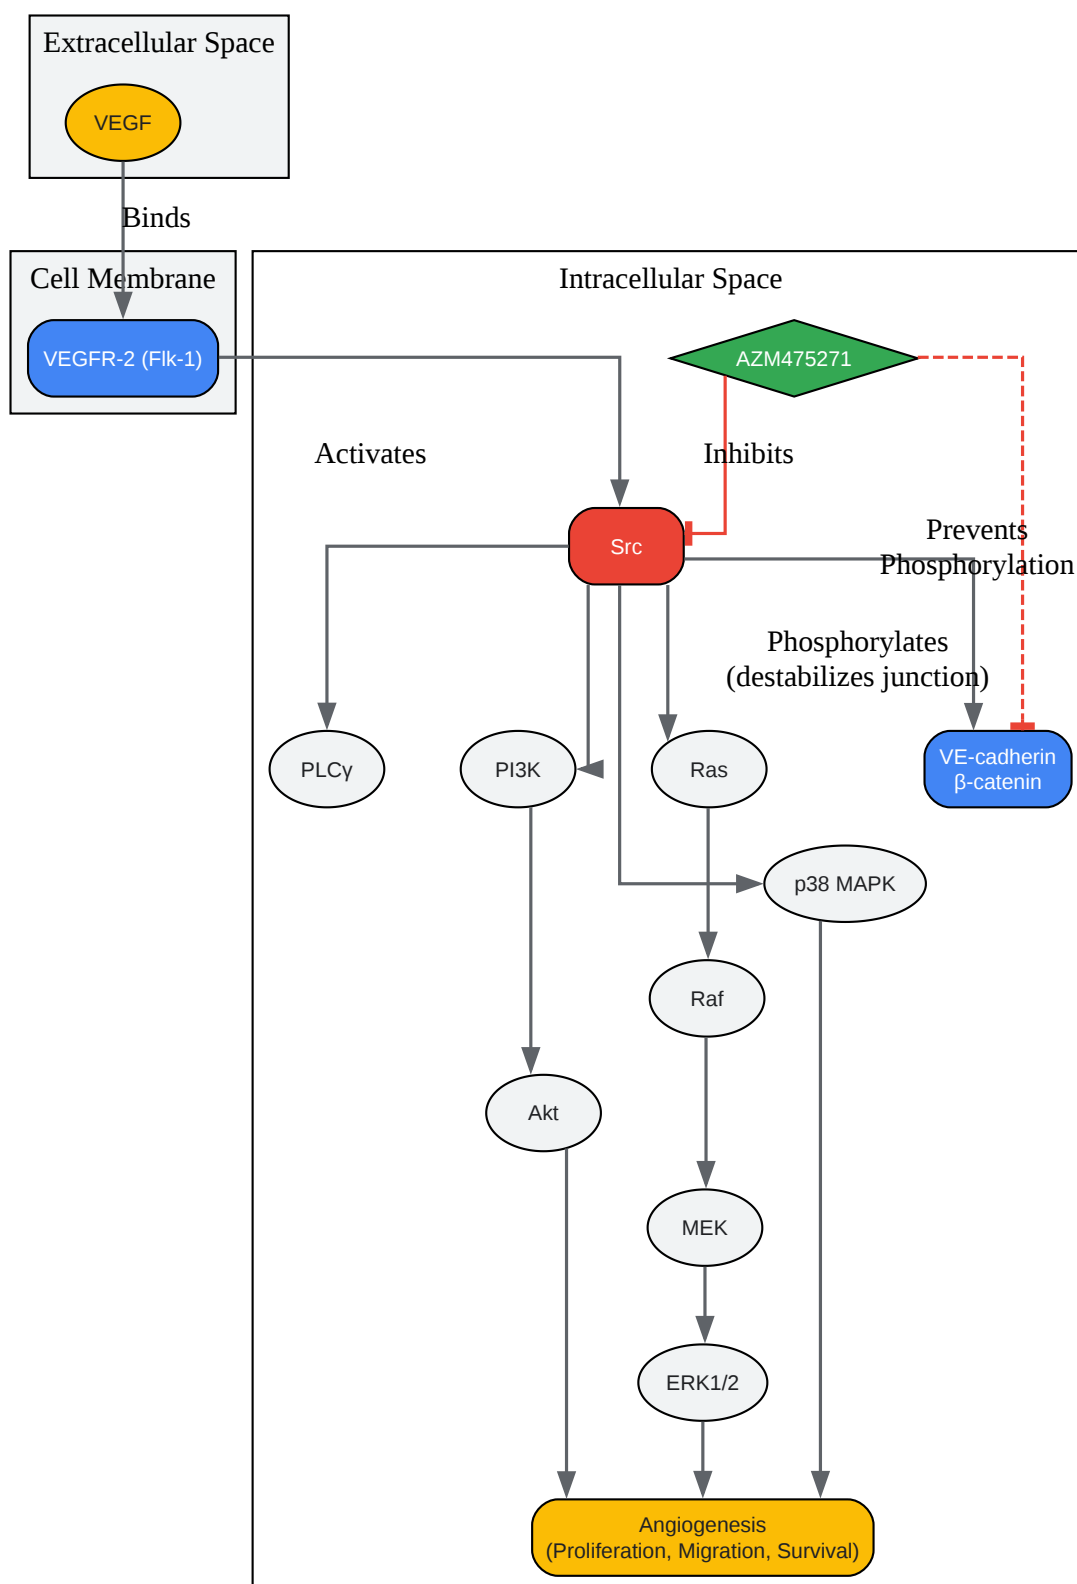 Extracellular Space
VEGF
Binds
Cell Membrane
Intracellular Space
VEGFR-2 (Flk-1)
AZM475271
Activates
Inhibits
Prevents
Phosphorylation
Src
Phosphorylates
(destabilizes junction)
PLCγ
PI3K
Ras
VE-cadherin
β-catenin
p38 MAPK
Raf
Akt
MEK
ERK1/2
Angiogenesis
(Proliferation, Migration, Survival)